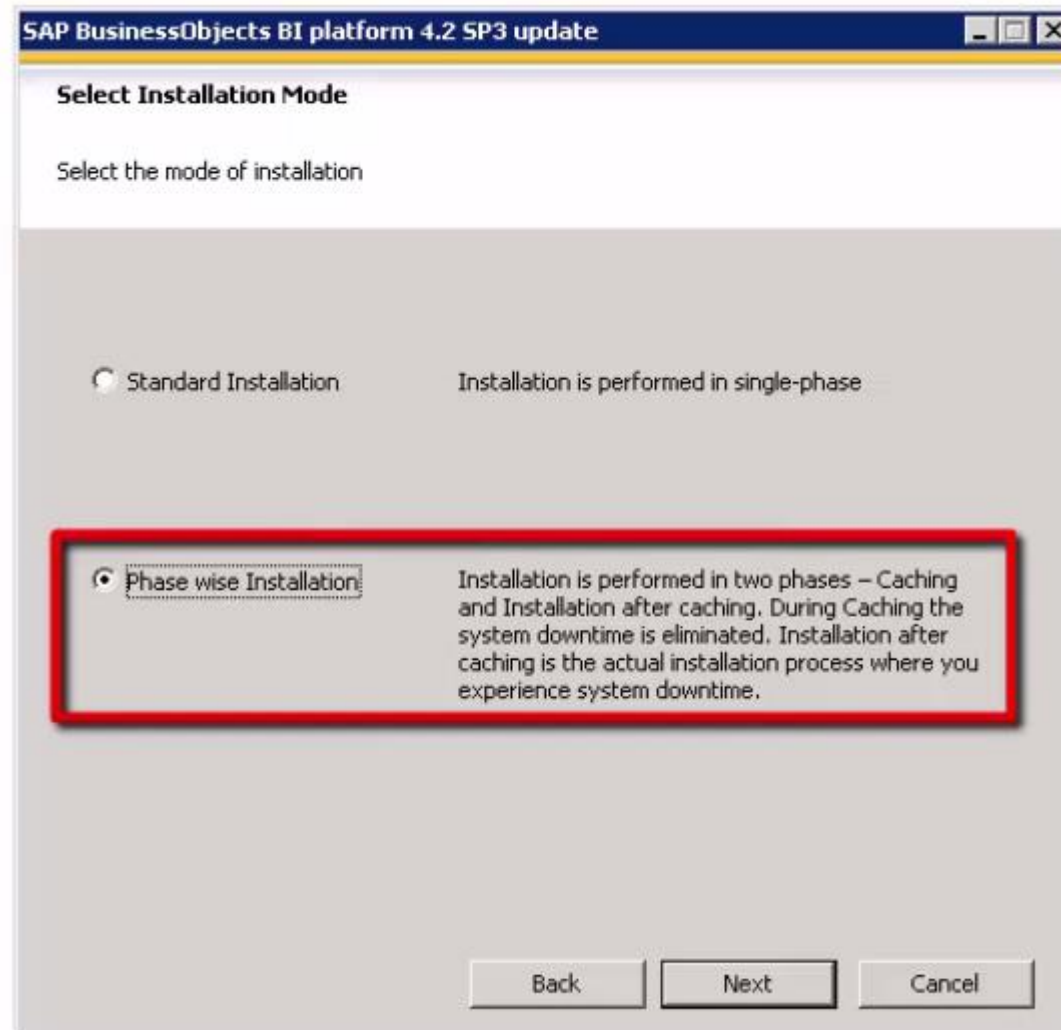 SAP BusinessObjects BI platform 4.2 SP3 update
Select Installation Mode
Select the mode of installation
Standard Installation
Installation is performed in single-phase
Phase wise Installation
Installation is performed in two phases – Caching
and Installation after caching. During Caching the
system downtime is eliminated. Installation after
caching is the actual installation process where you
experience system downtime.
Back
Next
Cancel